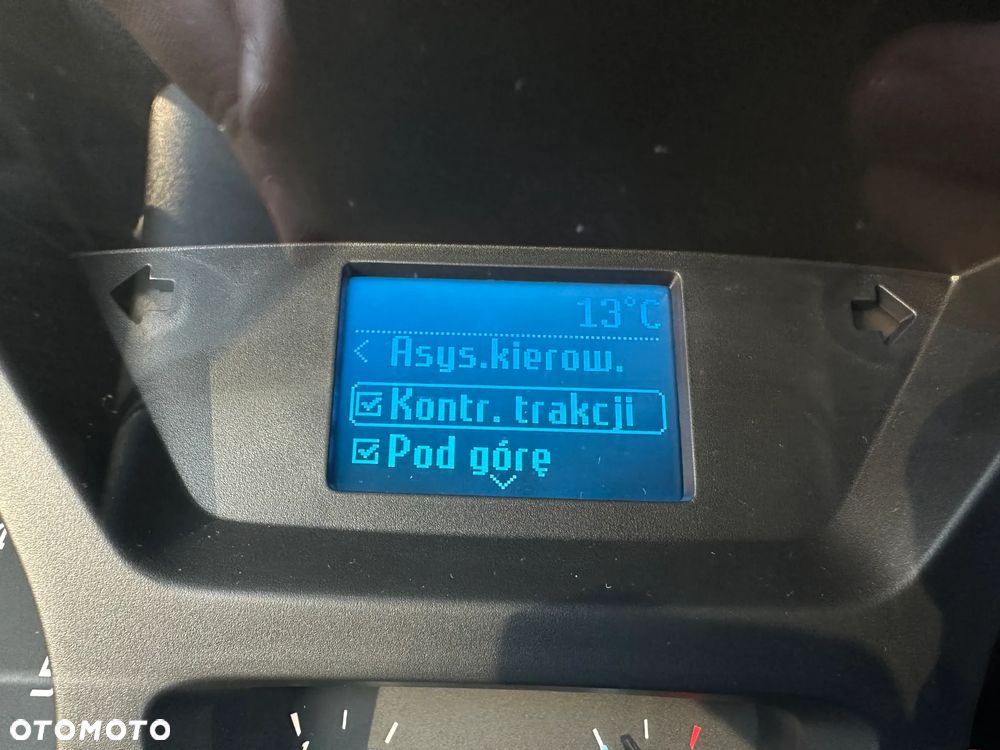 13°C
< Asys.kierow.
Kontr. trakcji
Pod górę
OTOMOTO